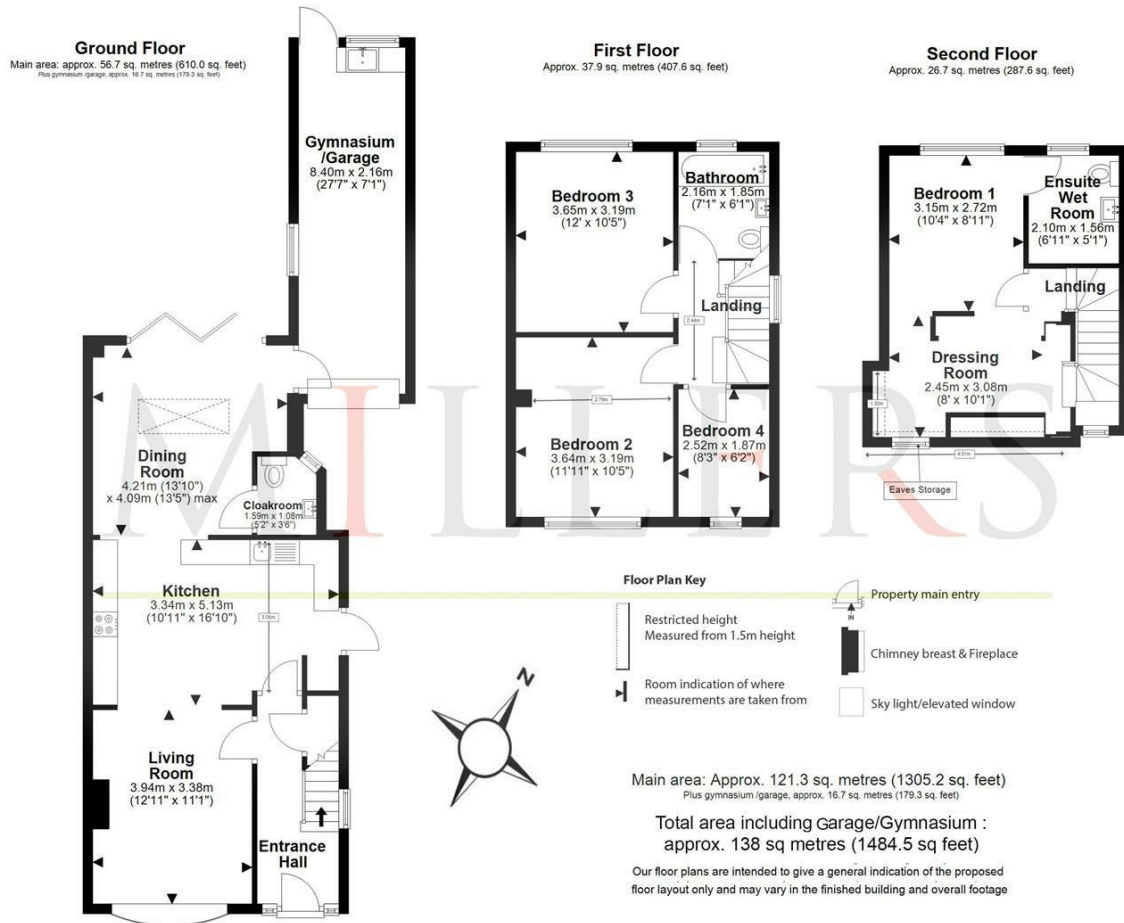 Ground Floor
Main area: approx. 56.7 sq. metres (610.0 sq. feet)
Plus gymnasium /garage, approx. 16.7 sq. metres (179.3 sq. feet)
Gymnasium
/Garage
8.40m x 2.16m
(27'7" x 7'1")
Dining
Room
4.21m (13'10")
x 4.09m (13'5") max
Cloakroom
1.59m x 1.08m
(5'2" x 3'6")
Kitchen
3.34m x 5.13m
(10'11" x 16'10")
3.06m
Living
Room
3.94m x 3.38m
(12'11" x 11'1")
Entrance
Hall
First Floor
Approx. 37.9 sq. metres (407.6 sq. feet)
Bedroom 3
3.65m x 3.19m
(12' x 10'5")
Bathroom
2.16m x 1.85m
(7'1" x 6'1")
Landing
2.44m
2.79m
Bedroom 2
3.64m x 3.19m
(11'11" x 10'5")
Bedroom 4
2.52m x 1.87m
(8'3" x 6'2")
Second Floor
Approx. 26.7 sq. metres (287.6 sq. feet)
Bedroom 1
3.15m x 2.72m
(10'4" x 8'11")
Ensuite
Wet
Room
2.10m x 1.56m
(6'11" x 5'1")
Landing
Dressing
Room
2.45m x 3.08m
(8' x 10'1")
1.30m
4.01m
Eaves Storage
MILLERS
Floor Plan Key
Restricted height
Measured from 1.5m height
Room indication of where
measurements are taken from
Property main entry
IN
Chimney breast & Fireplace
Sky light/elevated window
N
Main area: Approx. 121.3 sq. metres (1305.2 sq. feet)
Plus gymnasium /garage, approx. 16.7 sq. metres (179.3 sq. feet)
Total area including Garage/Gymnasium :
approx. 138 sq metres (1484.5 sq feet)
Our floor plans are intended to give a general indication of the proposed
floor layout only and may vary in the finished building and overall footage